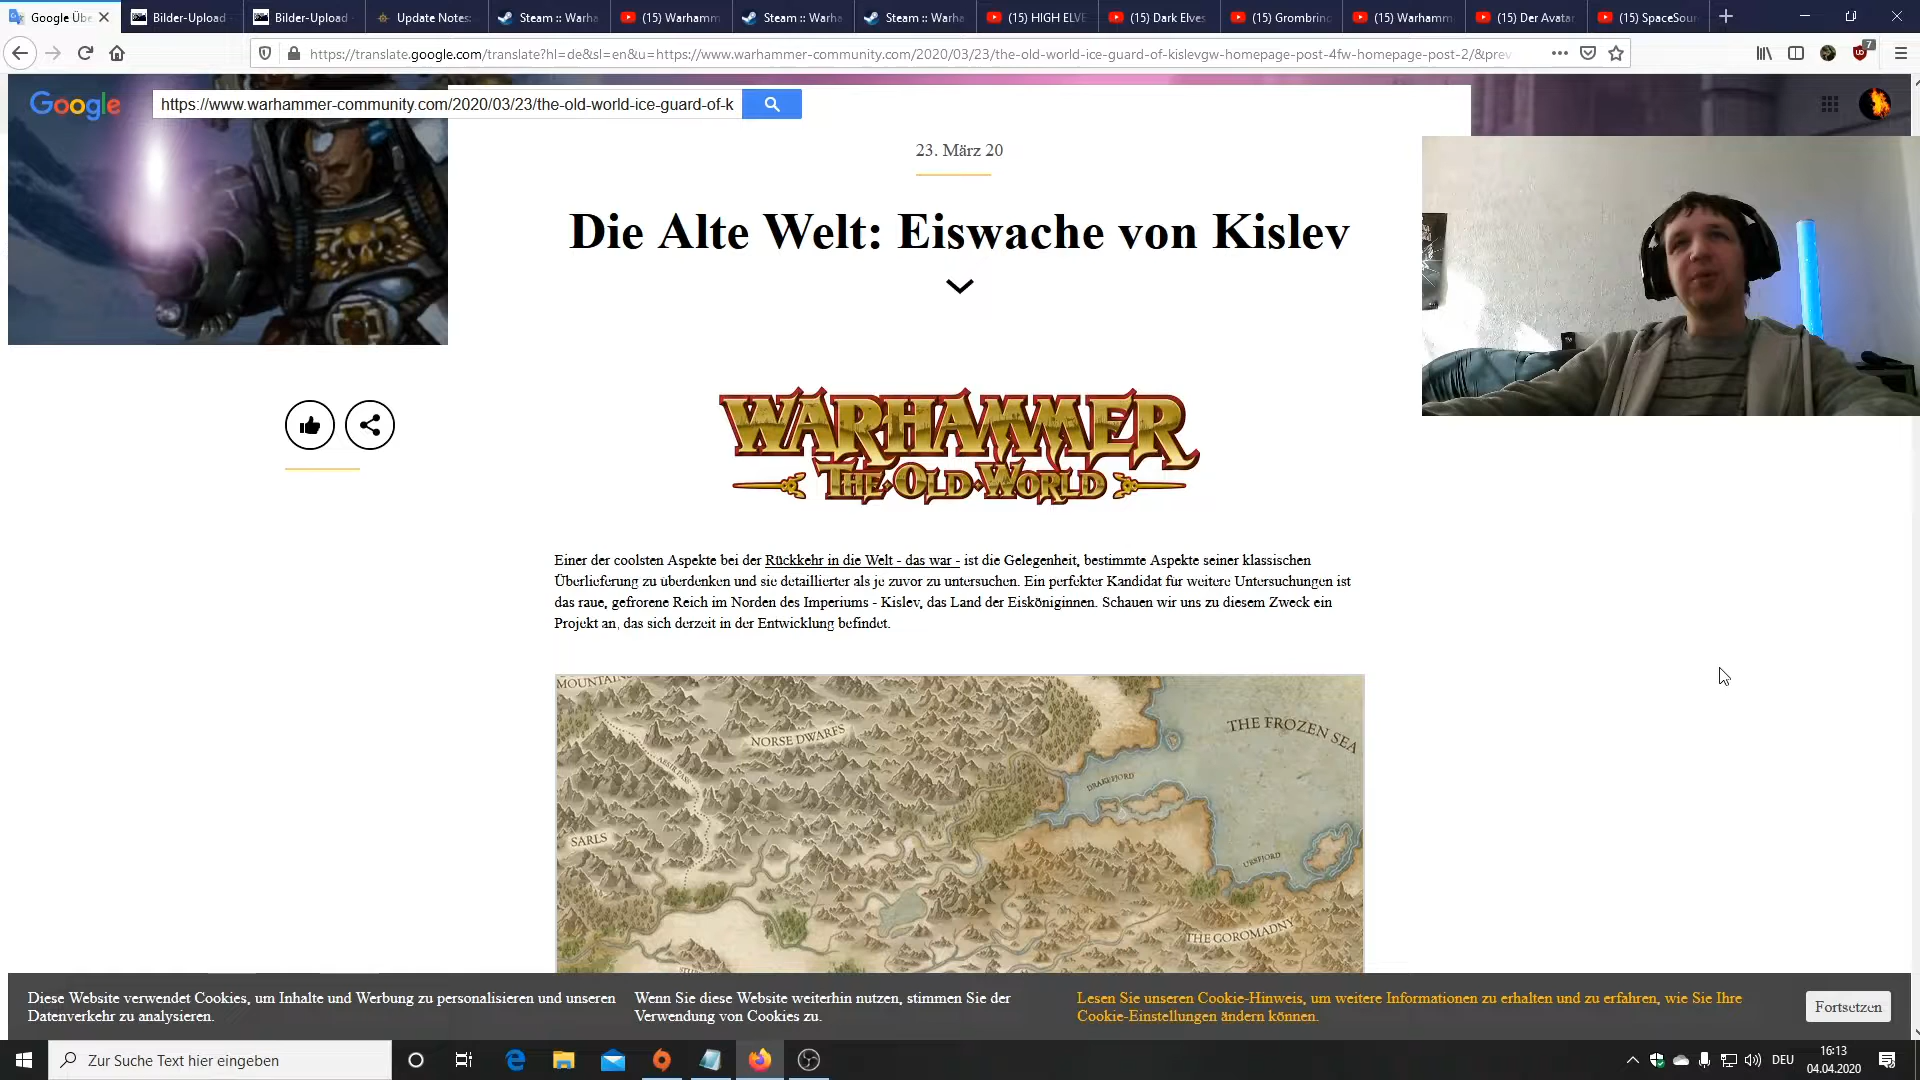 Google Übe
Bilder-Upload
Bilder-Upload
Update Notes:
Steam :: Warha
(15) Warhamm
Steam :: Warha
Steam :: Warha
(15) HIGH ELVE
(15) Dark Elves
(15) Grombring
(15) Warhamm
(15) Der Avatar
(15) SpaceSour
https://translate.google.com/translate?hl=de&sl=en&u=https://www.warhammer-community.com/2020/03/23/the-old-world-ice-guard-of-kislevgw-homepage-post-4fw-homepage-post-2/&prev
7
Google
https://www.warhammer-community.com/2020/03/23/the-old-world-ice-guard-of-k
23. März 20
Die Alte Welt: Eiswache von Kislev
WARHAMMER
THE OLD WORLD
Einer der coolsten Aspekte bei der Rückkehr in die Welt - das war - ist die Gelegenheit, bestimmte Aspekte seiner klassischen
Überlieferung zu überdenken und sie detaillierter als je zuvor zu untersuchen. Ein perfekter Kandidat für weitere Untersuchungen ist
das raue, gefrorene Reich im Norden des Imperiums - Kislev, das Land der Eisköniginnen. Schauen wir uns zu diesem Zweck ein
Projekt an, das sich derzeit in der Entwicklung befindet.
MOUNTAINS
NORSE DWARFS
THE FROZEN SEA
DRAKEFJORD
SARLS
URSFJORD
THE GOROMADNY
Diese Website verwendet Cookies, um Inhalte und Werbung zu personalisieren und unseren
Datenverkehr zu analysieren.
Wenn Sie diese Website weiterhin nutzen, stimmen Sie der
Verwendung von Cookies zu.
Lesen Sie unseren Cookie-Hinweis, um weitere Informationen zu erhalten und zu erfahren, wie Sie Ihre
Cookie-Einstellungen ändern können.
Fortsetzen
Zur Suche Text hier eingeben
DEU
16:13
04.04.2020